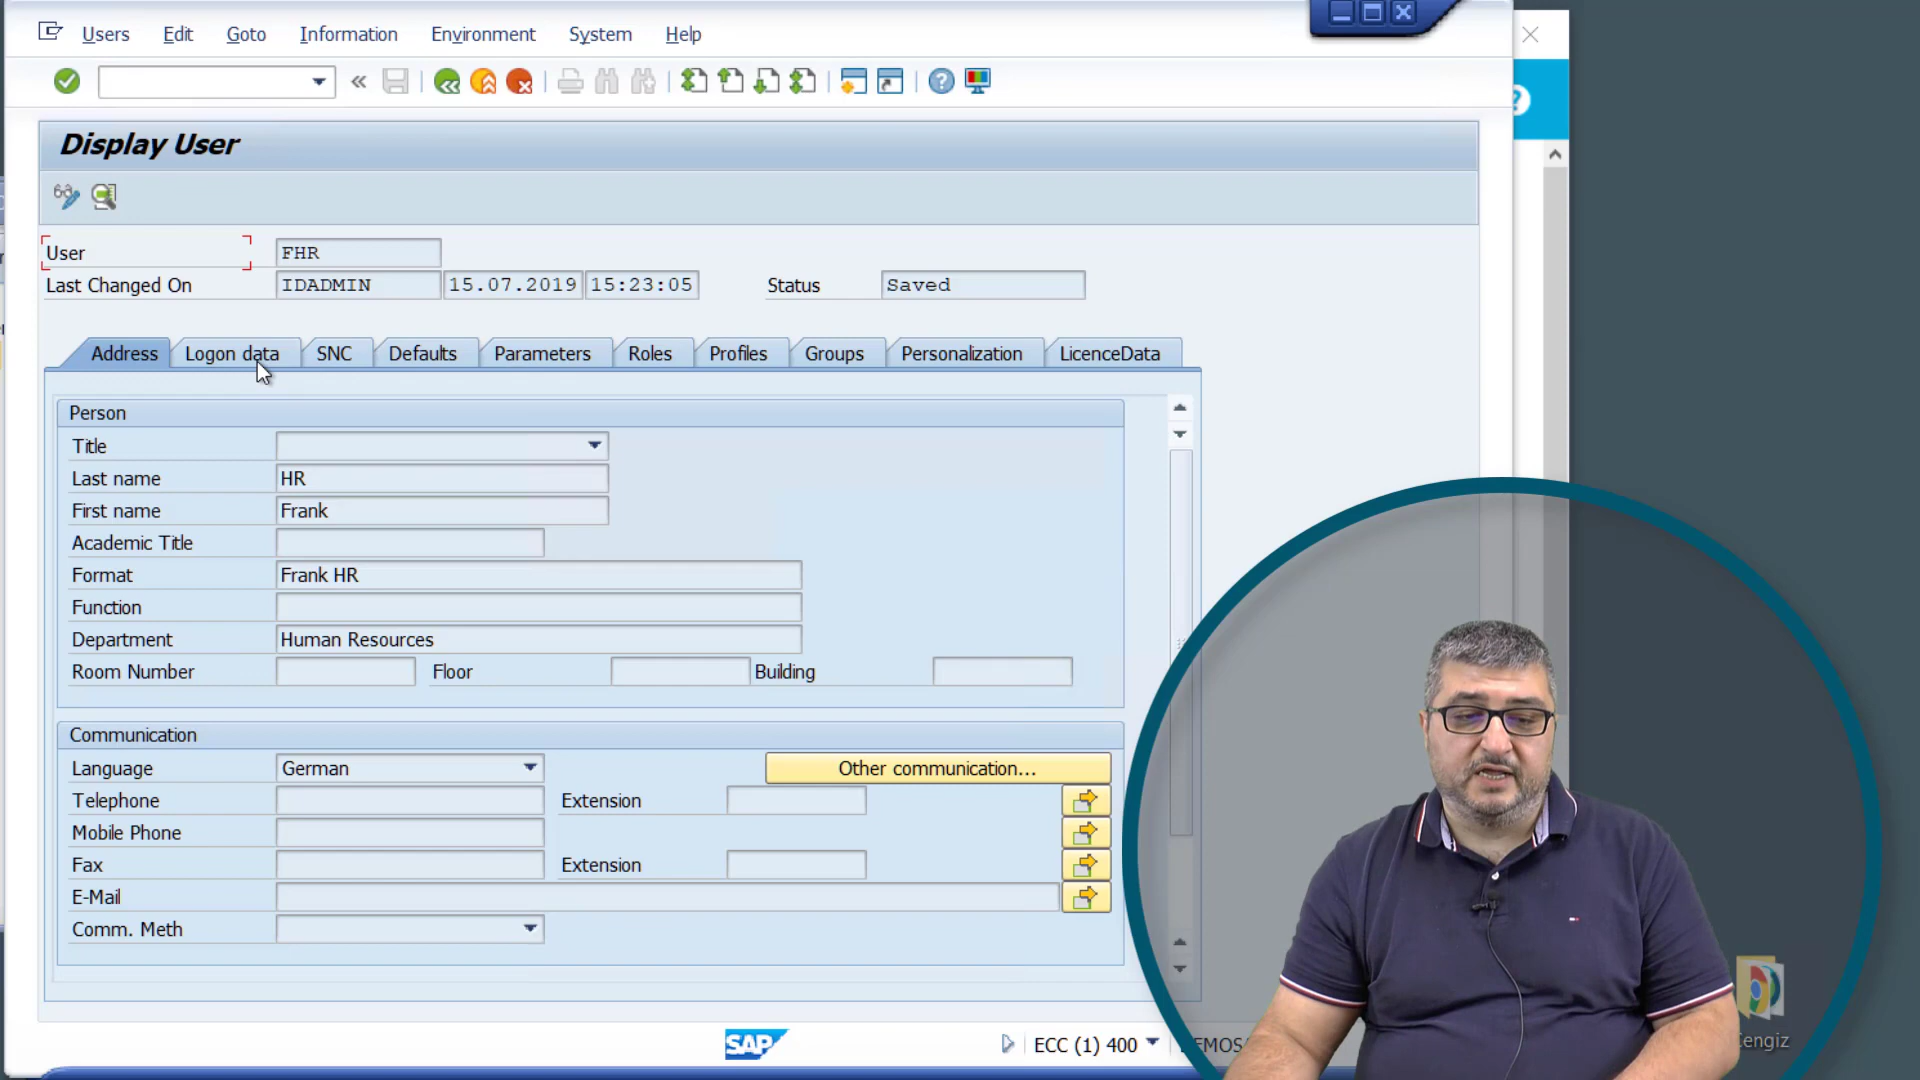 Users Edit Goto Information Environment System Help
Display User
User FHR
Last Changed On IDADMIN 15.07.2019 15:23:05 Status Saved
Address Logon data SNC Defaults Parameters Roles Profiles Groups Personalization LicenceData
Person
Title
Last name HR
First name Frank
Academic Title
Format Frank HR
Function
Department Human Resources
Room Number Floor Building
Communication
Language German Other communication...
Telephone Extension
Mobile Phone
Fax Extension
E-Mail
Comm. Meth
SAP ECC (1) 400